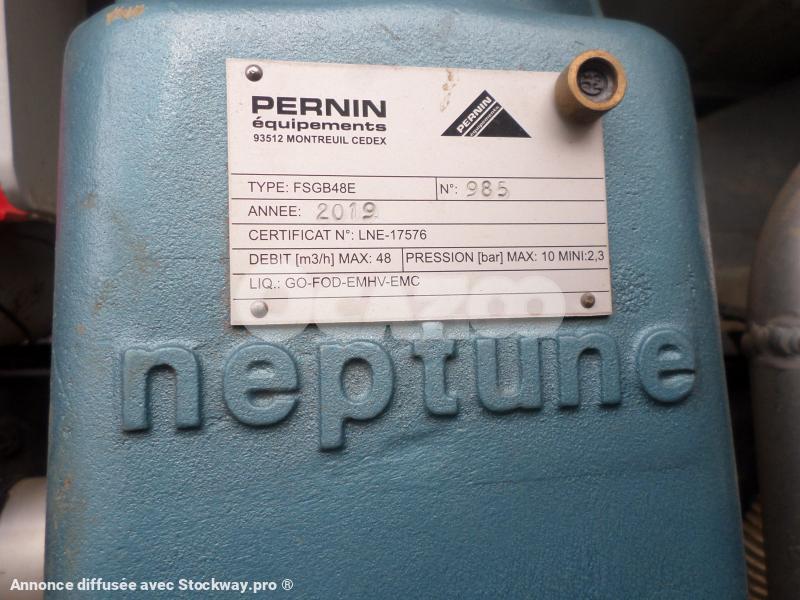 PERNIN
équipements
93512 MONTREUIL CEDEX
PERNIN
équipements
TYPE: FSGB48E N°: 985
ANNEE: 2019
CERTIFICAT N°: LNE-17576
DEBIT [m3/h] MAX: 48 PRESSION [bar] MAX: 10 MINI:2,3
LIQ.: GO-FOD-EMHV-EMC
neptune
Annonce diffusée avec Stockway.pro ®